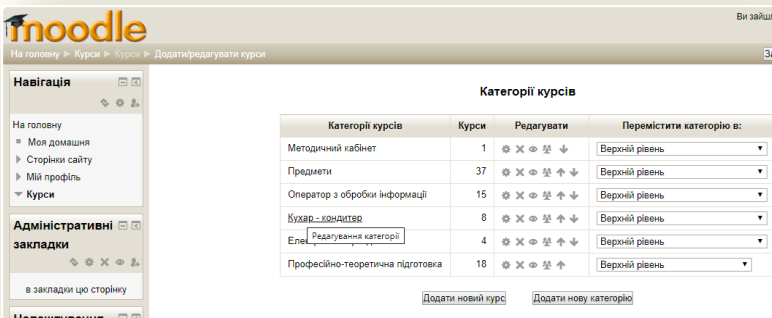 moodle
Ви зайшл
На головну ► Курси ► Курси ► Додати/редагувати курси
Навігація
На головну
Моя домашня
Сторінки сайту
Мій профіль
Курси
Адміністративні
закладки
в закладки цю сторінку
Категорії курсів
Категорії курсів Курси Редагувати Перемістити категорію в:
Методичний кабінет 1 Верхній рівень
Предмети 37 Верхній рівень
Оператор з обробки інформації 15 Верхній рівень
Кухар - кондитер 8 Верхній рівень
Редагування категорії
4 Верхній рівень
Професійно-теоретична підготовка 18 Верхній рівень
Додати новий курс Додати нову категорію